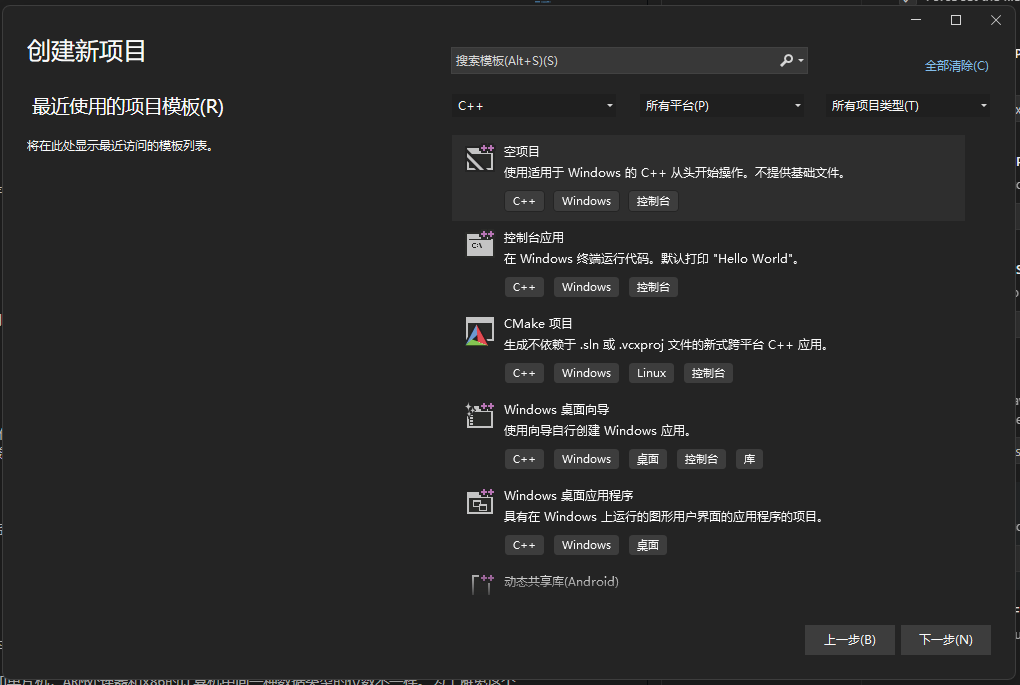 创建新项目
最近使用的项目模板(R)
将在此处显示最近访问的模板列表。
搜索模板(Alt+S)(S)
全部清除(C)
C++
所有平台(P)
所有项目类型(T)
空项目
使用适用于 Windows 的 C++ 从头开始操作。不提供基础文件。
C++ Windows 控制台
控制台应用
在 Windows 终端运行代码。默认打印 "Hello World"。
C++ Windows 控制台
CMake 项目
生成不依赖于 .sln 或 .vcxproj 文件的新式跨平台 C++ 应用。
C++ Windows Linux 控制台
Windows 桌面向导
使用向导自行创建 Windows 应用。
C++ Windows 桌面 控制台 库
Windows 桌面应用程序
具有在 Windows 上运行的图形用户界面的应用程序的项目。
C++ Windows 桌面
动态共享库(Android)
上一步(B)
下一步(N)